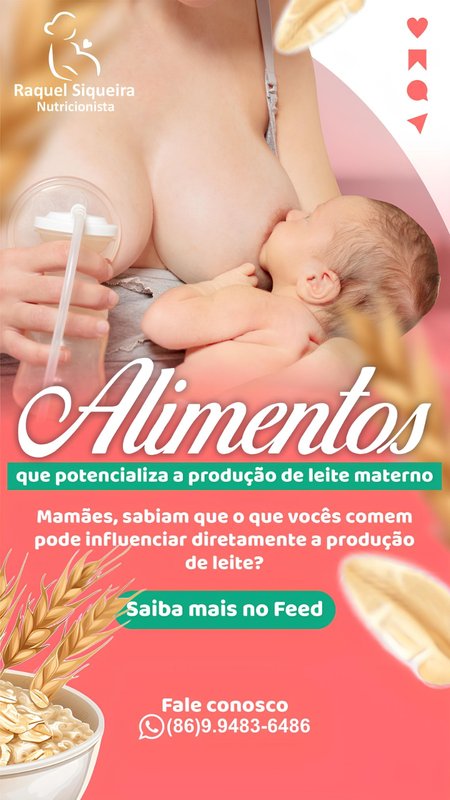 Raquel Siqueira
Nutricionista
Alimentos
que potencializa a produção de leite materno
Mamães, sabiam que o que vocês comem
pode influenciar diretamente a produção
de leite?
Saiba mais no Feed
Fale conosco
(86)9.9483-6486